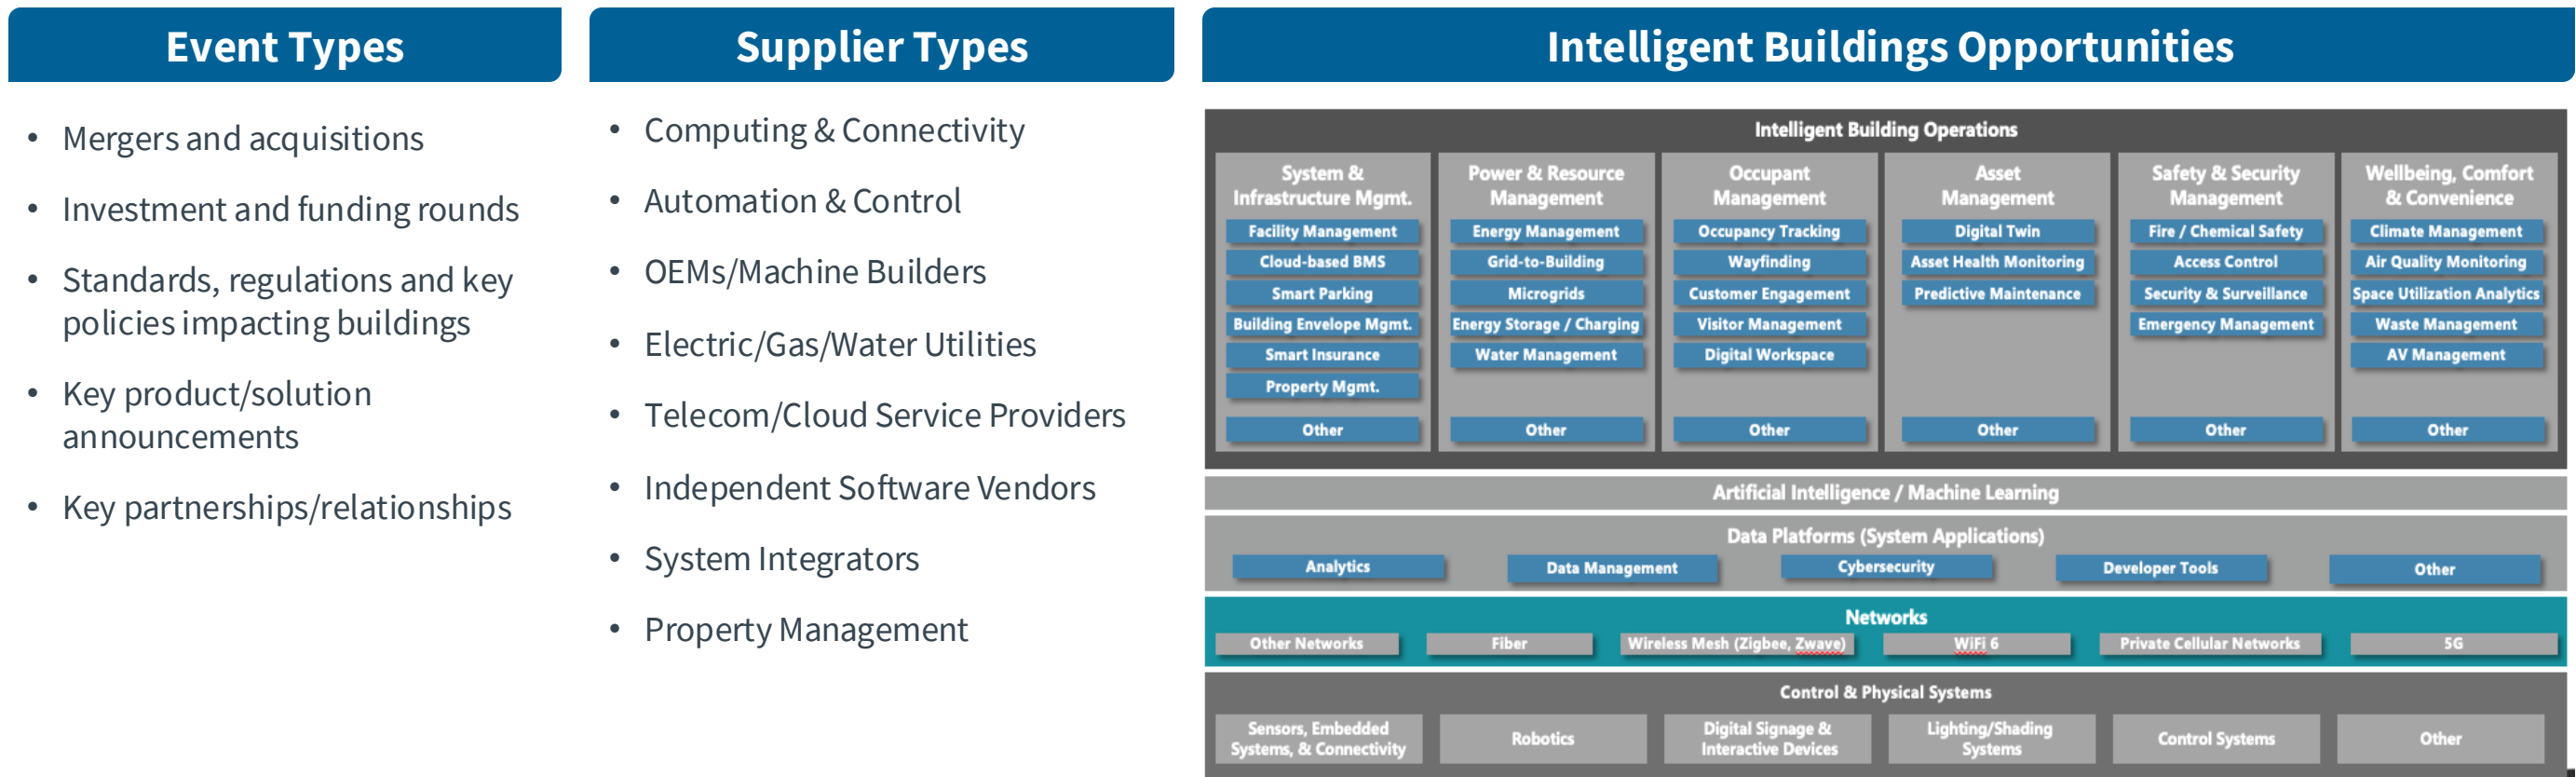 Event Types
• Mergers and acquisitions
• Investment and funding rounds
• Standards, regulations and key
policies impacting buildings
• Key product/solution
announcements
• Key partnerships/relationships
Supplier Types
• Computing & Connectivity
• Automation & Control
• OEMs/Machine Builders
• Electric/Gas/Water Utilities
• Telecom/Cloud Service Providers
• Independent Software Vendors
• System Integrators
• Property Management
Intelligent Buildings Opportunities
Intelligent Building Operations
System &
Infrastructure Mgmt.
Facility Management
Cloud-based BMS
Smart Parking
Building Envelope Mgmt.
Smart Insurance
Property Mgmt.
Other
Power & Resource
Management
Energy Management
Grid-to-Building
Microgrids
Energy Storage / Charging
Water Management
Other
Occupant
Management
Occupancy Tracking
Wayfinding
Customer Engagement
Visitor Management
Digital Workspace
Other
Asset
Management
Digital Twin
Asset Health Monitoring
Predictive Maintenance
Other
Safety & Security
Management
Fire / Chemical Safety
Access Control
Security & Surveillance
Emergency Management
Other
Wellbeing, Comfort
& Convenience
Climate Management
Air Quality Monitoring
Space Utilization Analytics
Waste Management
AV Management
Other
Artificial Intelligence / Machine Learning
Data Platforms (System Applications)
Analytics
Data Management
Cybersecurity
Developer Tools
Other
Networks
Other Networks
Fiber
Wireless Mesh (Zigbee, Zwave)
WiFi 6
Private Cellular Networks
5G
Control & Physical Systems
Sensors, Embedded
Systems, & Connectivity
Robotics
Digital Signage &
Interactive Devices
Lighting/Shading
Systems
Control Systems
Other